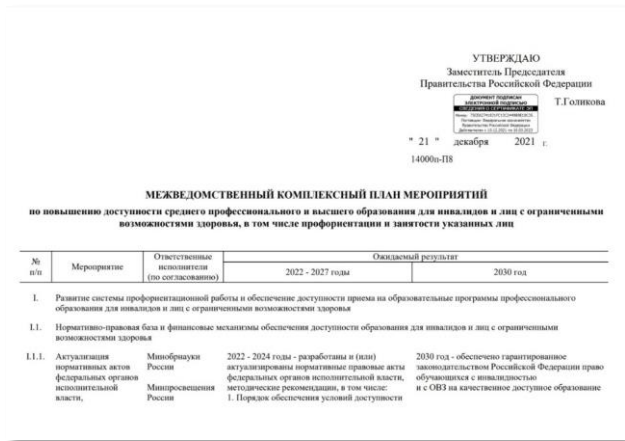 УТВЕРЖДАЮ
Заместитель Председателя
Правительства Российской Федерации
ДОКУМЕНТ ПОДПИСАН
ЭЛЕКТРОННОЙ ПОДПИСЬЮ
СВЕДЕНИЯ О СЕРТИФИКАТЕ ЭП
Т.Голикова
" 21 " декабря 2021 г.
14000п-П8
МЕЖВЕДОМСТВЕННЫЙ КОМПЛЕКСНЫЙ ПЛАН МЕРОПРИЯТИЙ
по повышению доступности среднего профессионального и высшего образования для инвалидов и лиц с ограниченными
возможностями здоровья, в том числе профориентации и занятости указанных лиц
№ п/п
Мероприятие
Ответственные
исполнители
(по согласованию)
Ожидаемый результат
2022 - 2027 годы
2030 год
I. Развитие системы профориентационной работы и обеспечение доступности приема на образовательные программы профессионального
образования для инвалидов и лиц с ограниченными возможностями здоровья
I.1. Нормативно-правовая база и финансовые механизмы обеспечения доступности образования для инвалидов и лиц с ограниченными
возможностями здоровья
I.1.1. Актуализация
нормативных актов
федеральных органов
исполнительной
власти,
Минобрнауки
России
Минпросвещения
России
2022 - 2024 годы - разработаны и (или)
актуализированы нормативные правовые акты
федеральных органов исполнительной власти,
методические рекомендации, в том числе:
1. Порядок обеспечения условий доступности
2030 год - обеспечено гарантированное
законодательством Российской Федерации право
обучающихся с инвалидностью
и с ОВЗ на качественное доступное образование